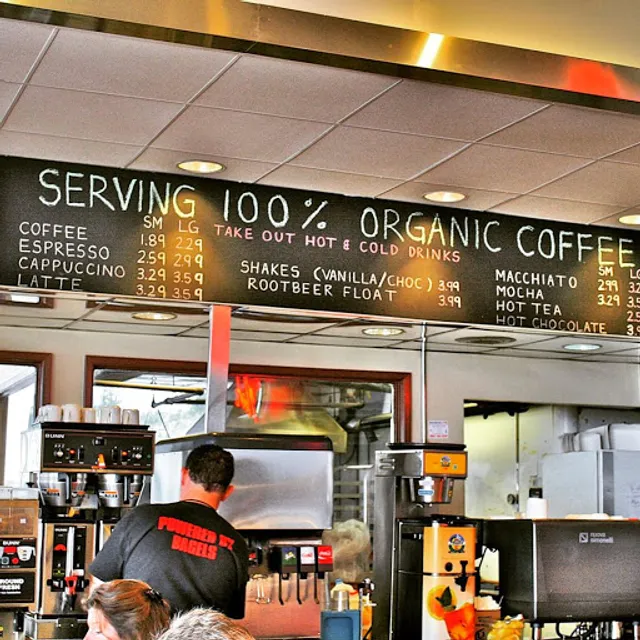 SERVING 100% ORGANIC COFFEE
TAKE OUT HOT & COLD DRINKS
SM LG
COFFEE 1.89 2.29
ESPRESSO 2.59 2.99
CAPPUCCINO 3.29 3.59
LATTE 3.29 3.59
SHAKES (VANILLA/CHOC) 3.99
ROOTBEER FLOAT 3.99
SM
MACCHIATO 2.99
MOCHA 3.29
HOT TEA
HOT CHOCOLATE
BUNN
POWERED BY
BAGELS
BUNN